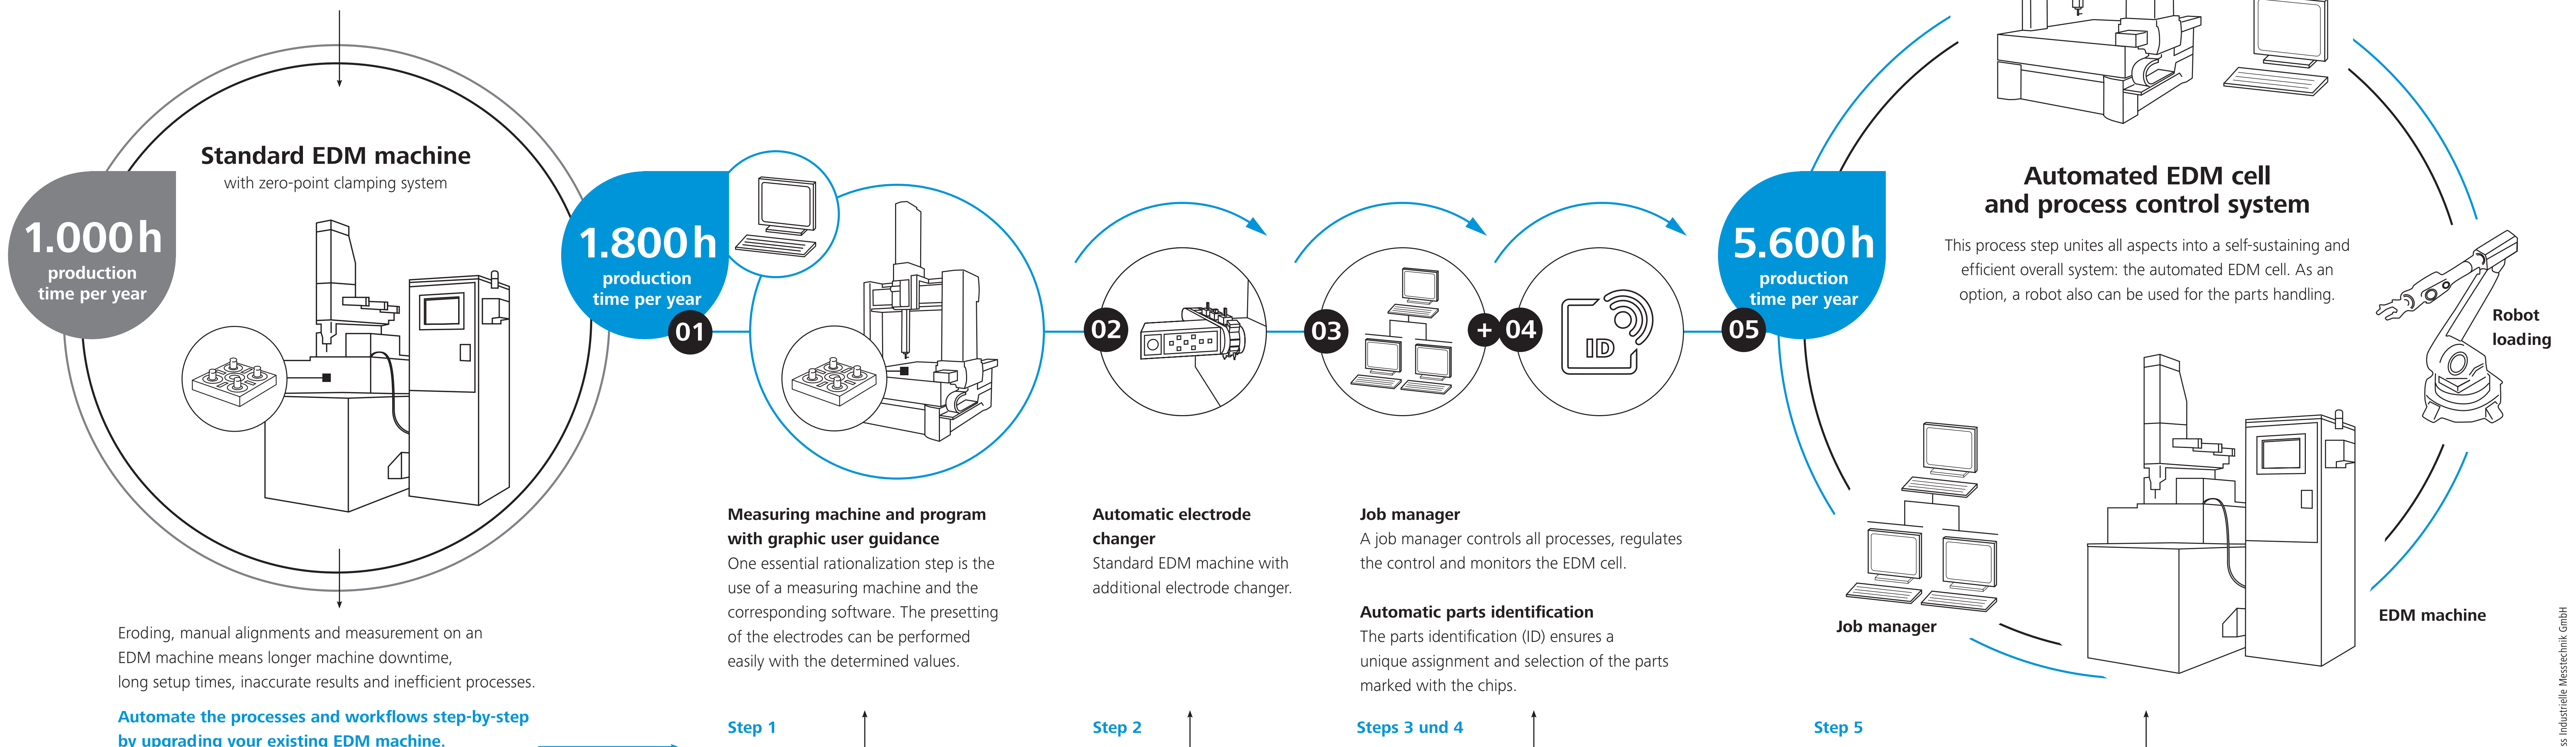 Standard EDM machine
with zero-point clamping system
1.000 h
production
time per year
Eroding, manual alignments and measurement on an
EDM machine means longer machine downtime,
long setup times, inaccurate results and inefficient processes.
Automate the processes and workflows step-by-step
by upgrading your existing EDM machine.
1.800 h
production
time per year
01
Measuring machine and program
with graphic user guidance
One essential rationalization step is the
use of a measuring machine and the
corresponding software. The presetting
of the electrodes can be performed
easily with the determined values.
Step 1
02
Automatic electrode
changer
Standard EDM machine with
additional electrode changer.
Step 2
03
+
04
ID
Job manager
A job manager controls all processes, regulates
the control and monitors the EDM cell.
Automatic parts identification
The parts identification (ID) ensures a
unique assignment and selection of the parts
marked with the chips.
Steps 3 und 4
5.600 h
production
time per year
05
Automated EDM cell
and process control system
This process step unites all aspects into a self-sustaining and
efficient overall system: the automated EDM cell. As an
option, a robot also can be used for the parts handling.
Robot
loading
Job manager
EDM machine
Step 5
ss Industrielle Messtechnik GmbH